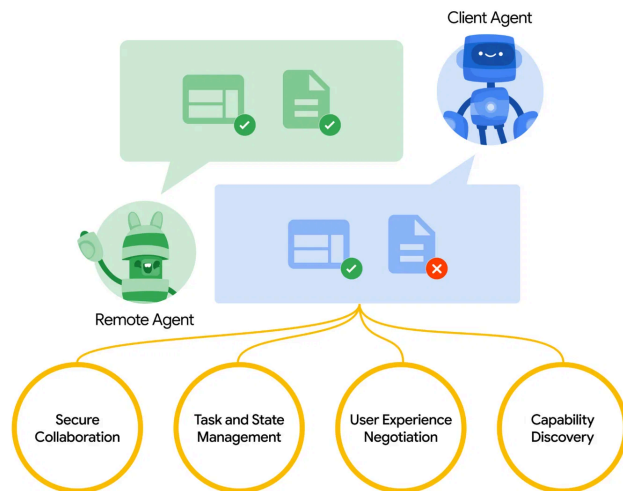 Client Agent
Remote Agent
Secure
Collaboration
Task and State
Management
User Experience
Negotiation
Capability
Discovery